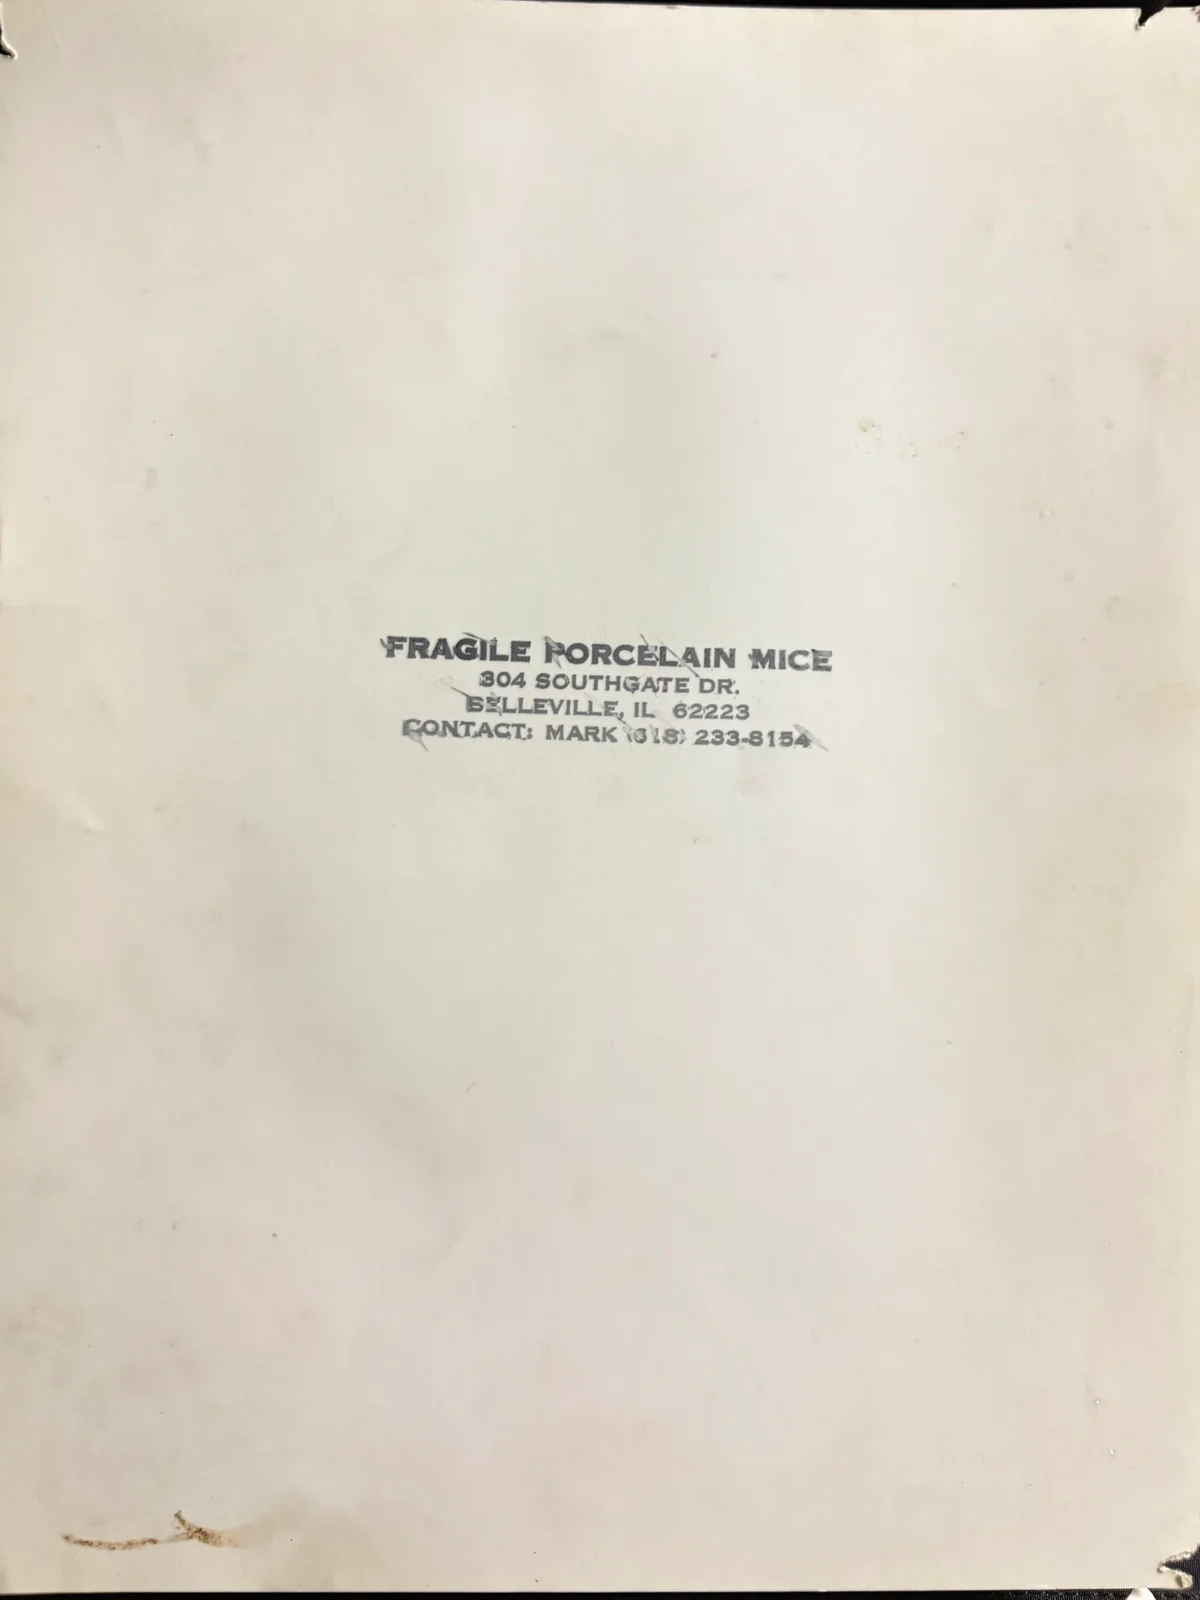 FRAGILE PORCELAIN MICE
304 SOUTHGATE DR.
BELLEVILLE, IL 62223
CONTACT: MARK (618) 233-8154